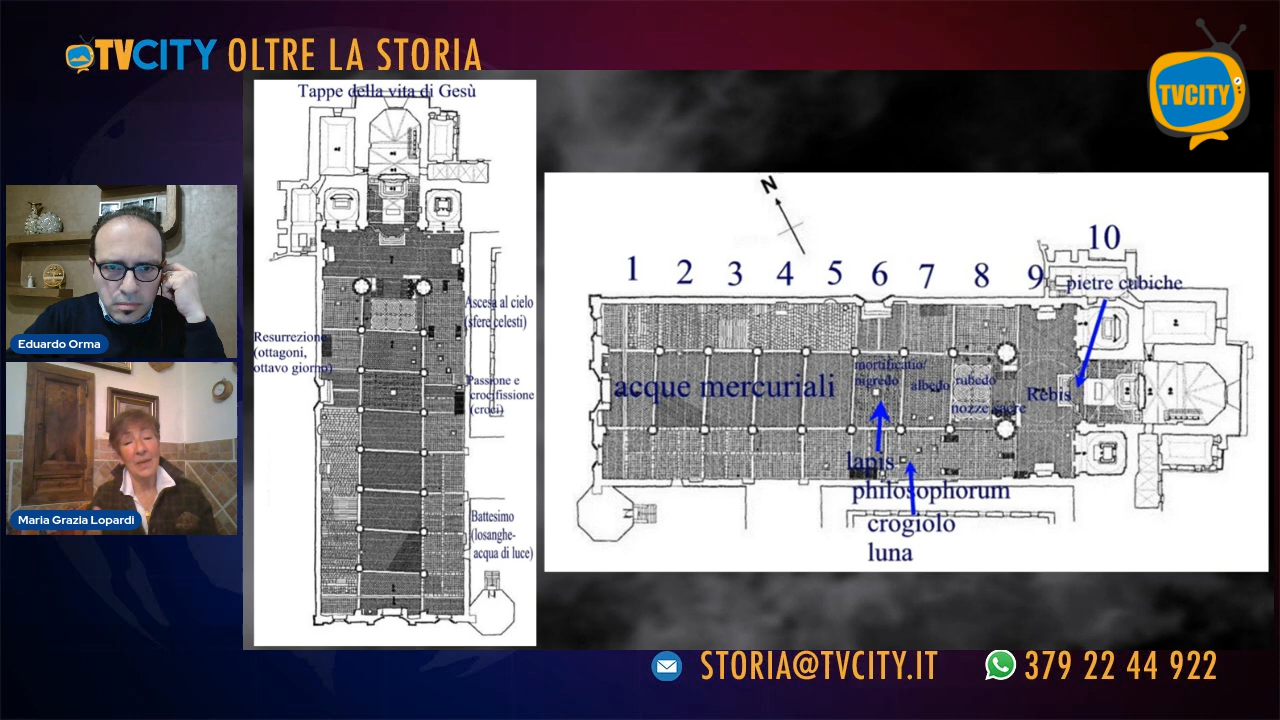 TVCITY OLTRE LA STORIA
TVCITY
Tappe della vita di Gesù
Ascesa al cielo
(sfere celesti)
Resurrezione
(ottagoni,
ottavo giorno)
Passione e
crocifissione
(croci)
Battesimo
(losanghe-
acqua di luce)
N
1 2 3 4 5 6 7 8 9 10
pietre cubiche
acque mercuriali
mortificatio/
nigredo
albedo
rubedo
nozze sacre
Rebis
lapis
philosophorum
crogiolo
luna
Eduardo Orma
Maria Grazia Lopardi
STORIA@TVCITY.IT
379 22 44 922